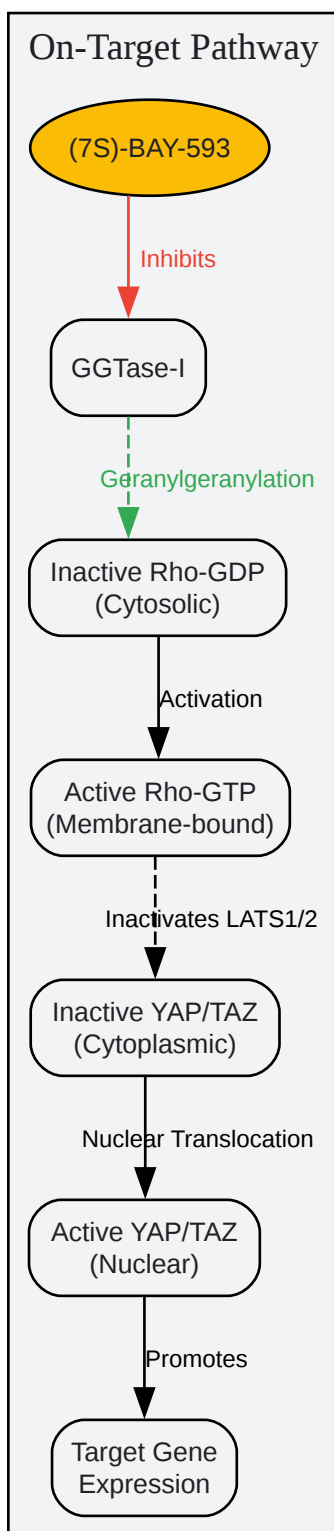 On-Target Pathway
(7S)-BAY-593
Inhibits
GGTase-I
Geranylgeranylation
Inactive Rho-GDP
(Cytosolic)
Activation
Active Rho-GTP
(Membrane-bound)
Inactivates LATS1/2
Inactive YAP/TAZ
(Cytoplasmic)
Nuclear Translocation
Active YAP/TAZ
(Nuclear)
Promotes
Target Gene
Expression